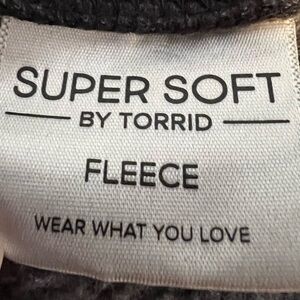 SUPER SOFT
BY TORRID
FLEECE
WEAR WHAT YOU LOVE